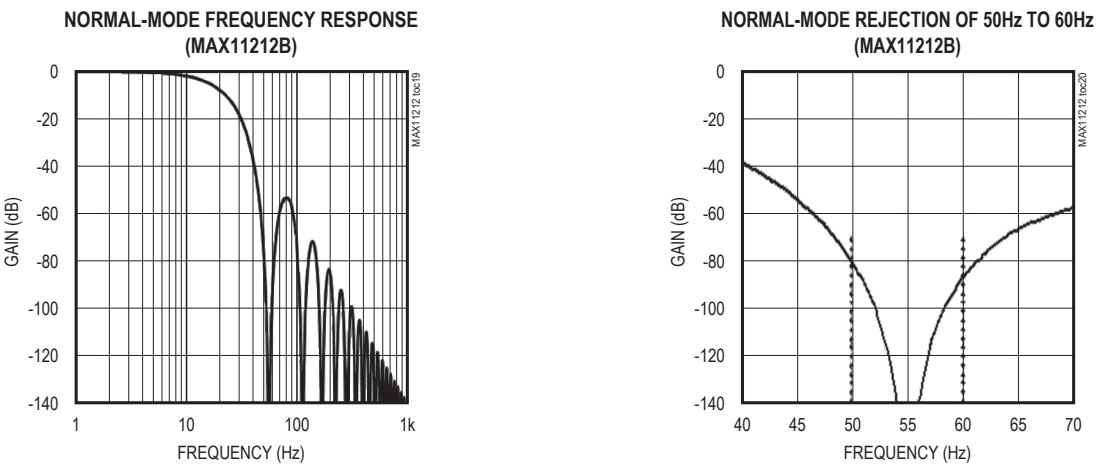 NORMAL-MODE FREQUENCY RESPONSE
(MAX11212B)
MAX11212 toc19
GAIN (dB)
0
-20
-40
-60
-80
-100
-120
-140
1
10
100
1k
FREQUENCY (Hz)
NORMAL-MODE REJECTION OF 50Hz TO 60Hz
(MAX11212B)
MAX11212 toc20
GAIN (dB)
0
-20
-40
-60
-80
-100
-120
-140
40
45
50
55
60
65
70
FREQUENCY (Hz)